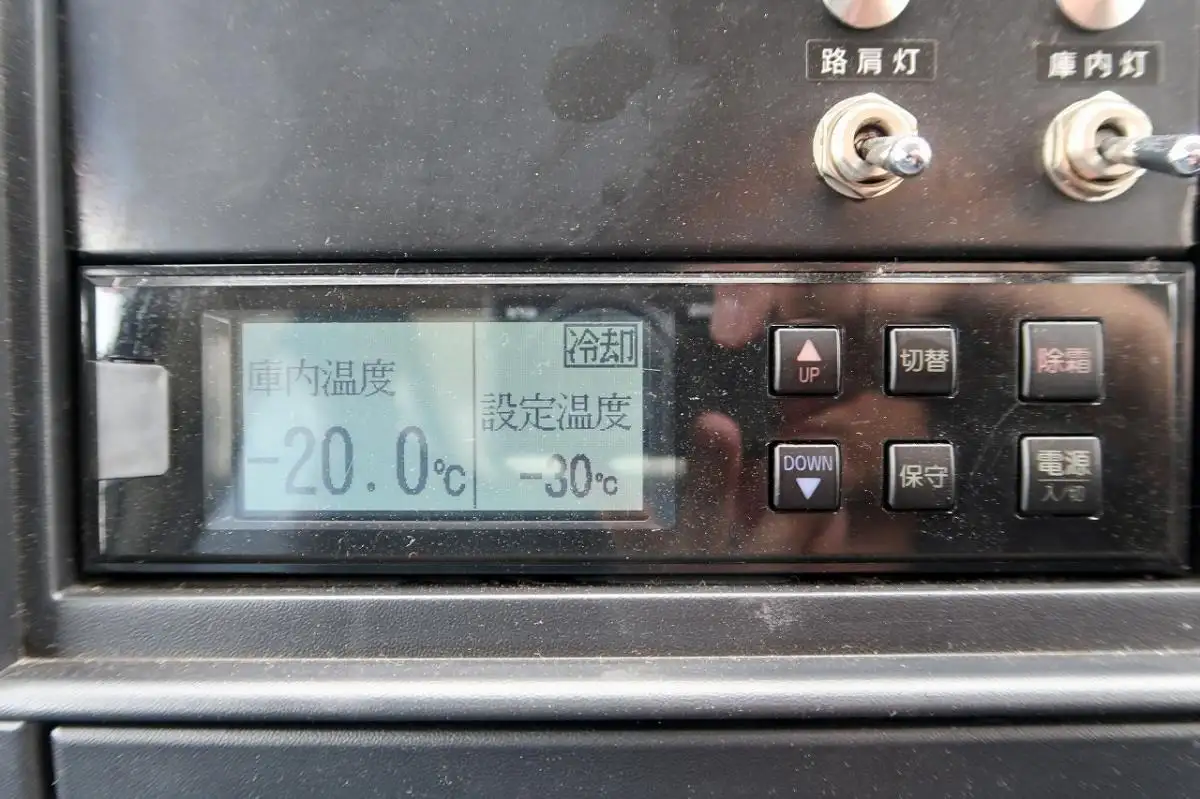 路肩灯
庫内灯
冷却
庫内温度
設定温度
-20.0℃
-30℃
UP
切替
除霜
DOWN
保守
電源
入/切